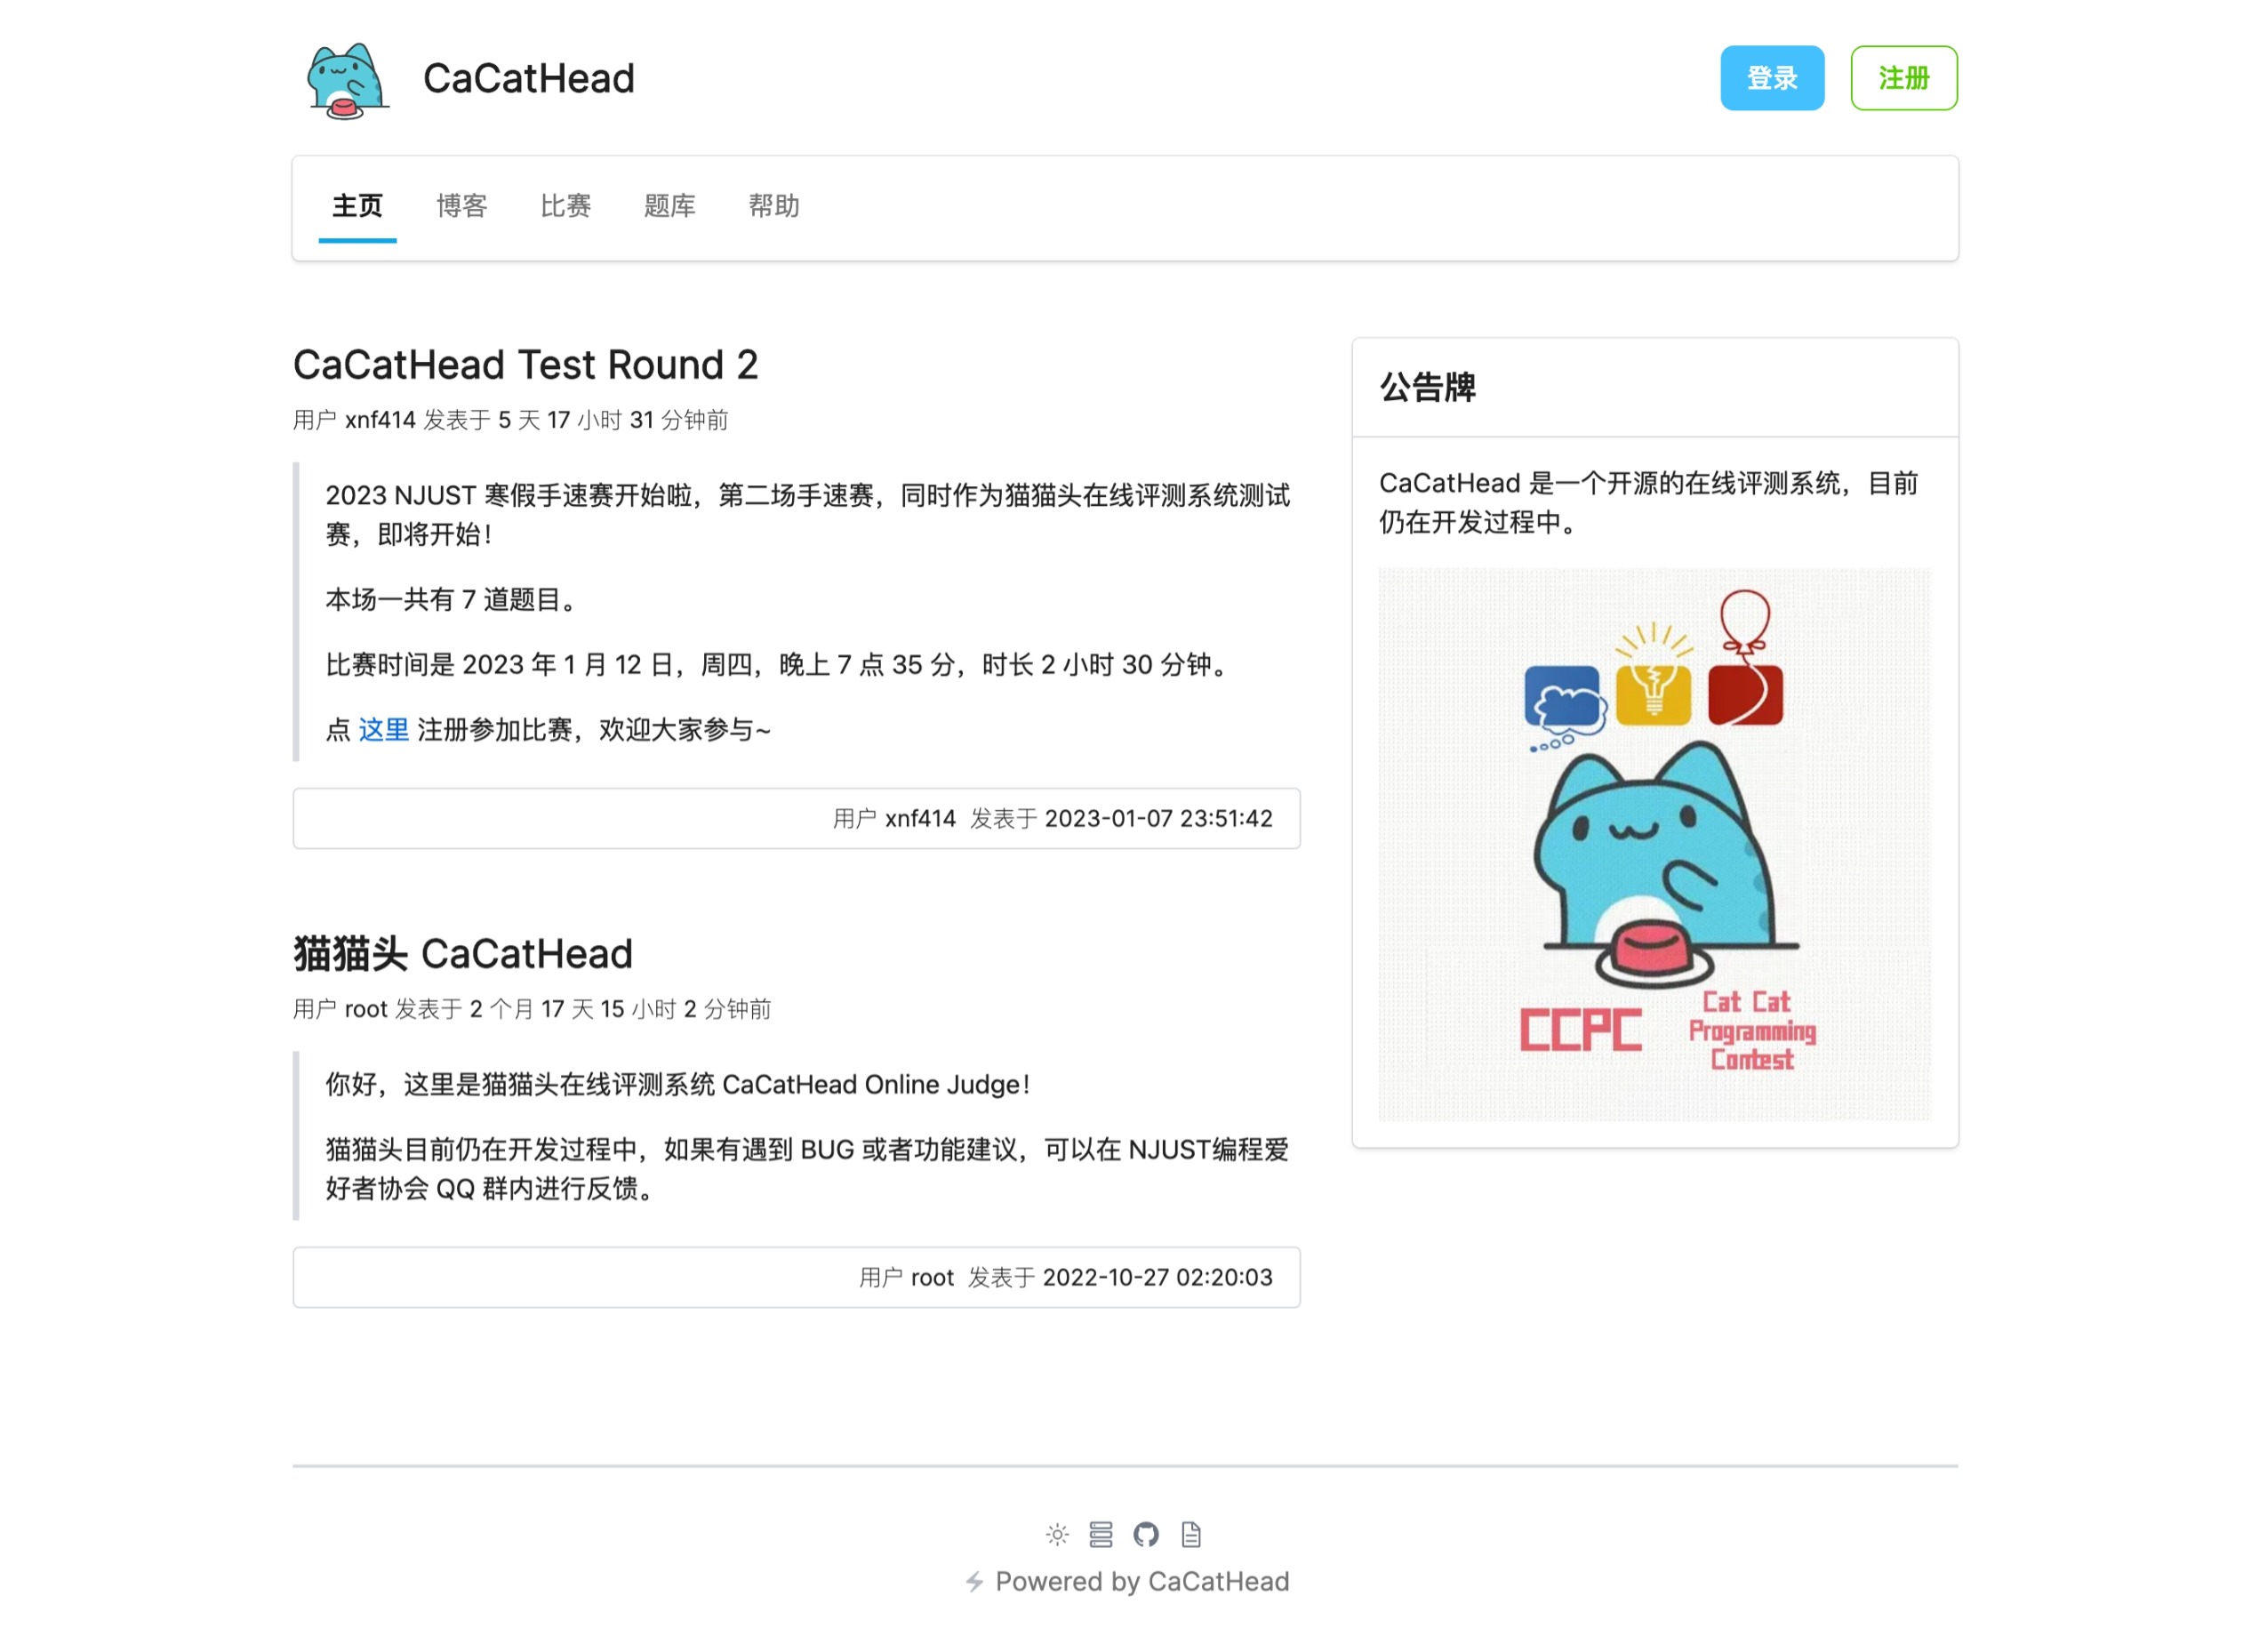 CaCatHead
登录
注册
主页
博客
比赛
题库
帮助
CaCatHead Test Round 2
用户 xnf414 发表于 5 天 17 小时 31 分钟前
2023 NJUST 寒假手速赛开始啦，第二场手速赛，同时作为猫猫头在线评测系统测试
赛，即将开始！
本场一共有 7 道题目。
比赛时间是 2023 年 1 月 12 日，周四，晚上 7 点 35 分，时长 2 小时 30 分钟。
点 这里 注册参加比赛，欢迎大家参与~
用户 xnf414 发表于 2023-01-07 23:51:42
猫猫头 CaCatHead
用户 root 发表于 2 个月 17 天 15 小时 2 分钟前
你好，这里是猫猫头在线评测系统 CaCatHead Online Judge！
猫猫头目前仍在开发过程中，如果有遇到 BUG 或者功能建议，可以在 NJUST编程爱
好者协会 QQ 群内进行反馈。
用户 root 发表于 2022-10-27 02:20:03
公告牌
CaCatHead 是一个开源的在线评测系统，目前
仍在开发过程中。
CCPC
Cat Cat
Programming
Contest
Powered by CaCatHead